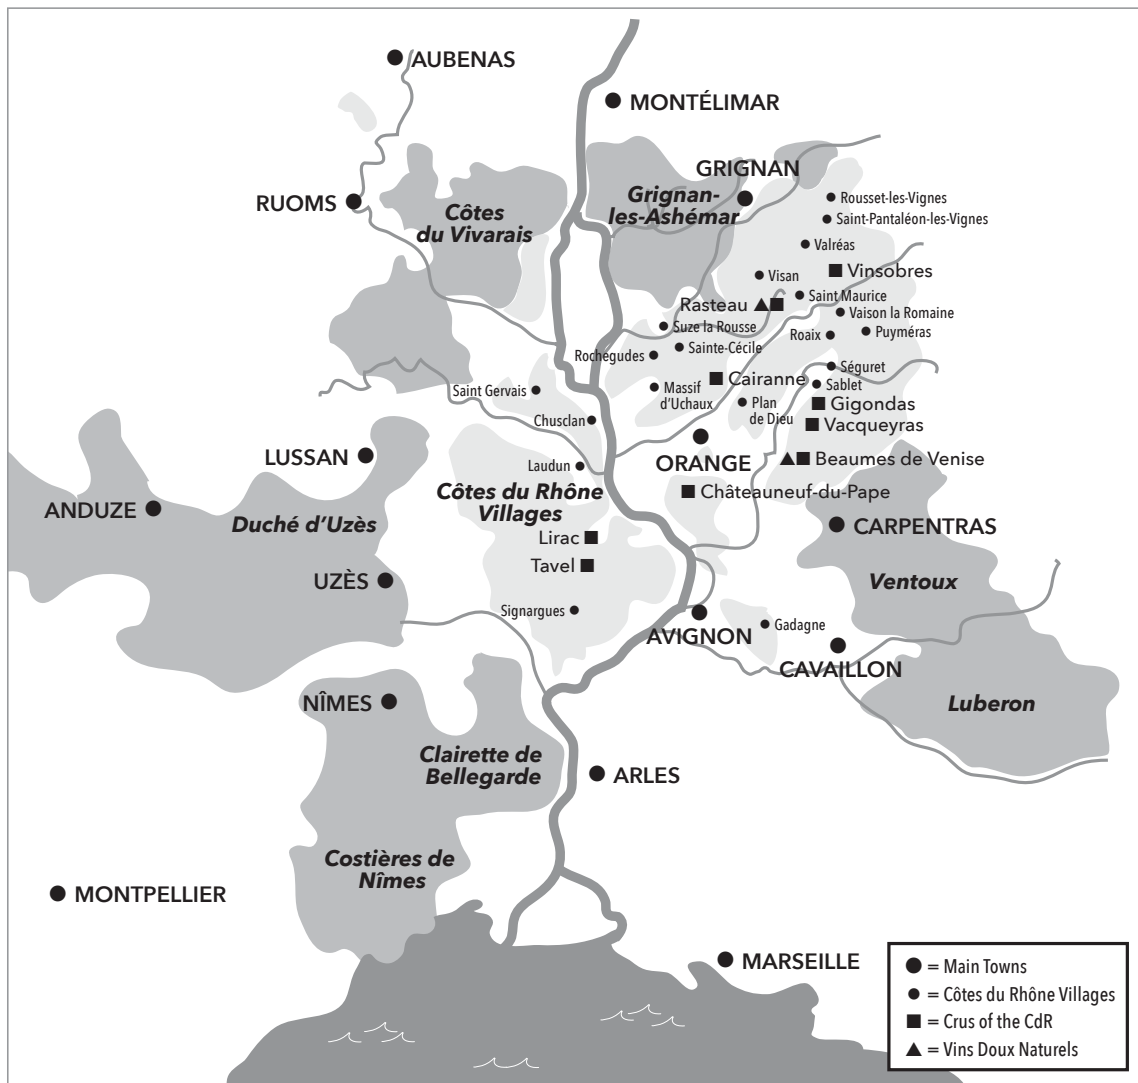 AUBENAS
MONTÉLIMAR
GRIGNAN
RUOMS
Côtes
du Vivarais
Grignan-
les-Ashémar
Rousset-les-Vignes
Saint-Pantaléon-les-Vignes
Valréas
Visan
Vinsobres
Saint Maurice
Rasteau
Vaison la Romaine
Suze la Rousse
Puyméras
Roaix
Sainte-Cécile
Rochegudes
Séguret
Cairanne
Sablet
Saint Gervais
Massif
d'Uchaux
Plan
de Dieu
Gigondas
Chusclan
Vacqueyras
LUSSAN
ORANGE
Beaumes de Venise
Laudun
Côtes du Rhône
Villages
Châteauneuf-du-Pape
ANDUZE
Duché d'Uzès
CARPENTRAS
Lirac
Tavel
UZÈS
Ventoux
Signargues
AVIGNON
Gadagne
CAVAILLON
NÎMES
Luberon
Clairette de
Bellegarde
ARLES
Costières de
Nîmes
MONTPELLIER
MARSEILLE
= Main Towns
= Côtes du Rhône Villages
= Crus of the CdR
= Vins Doux Naturels